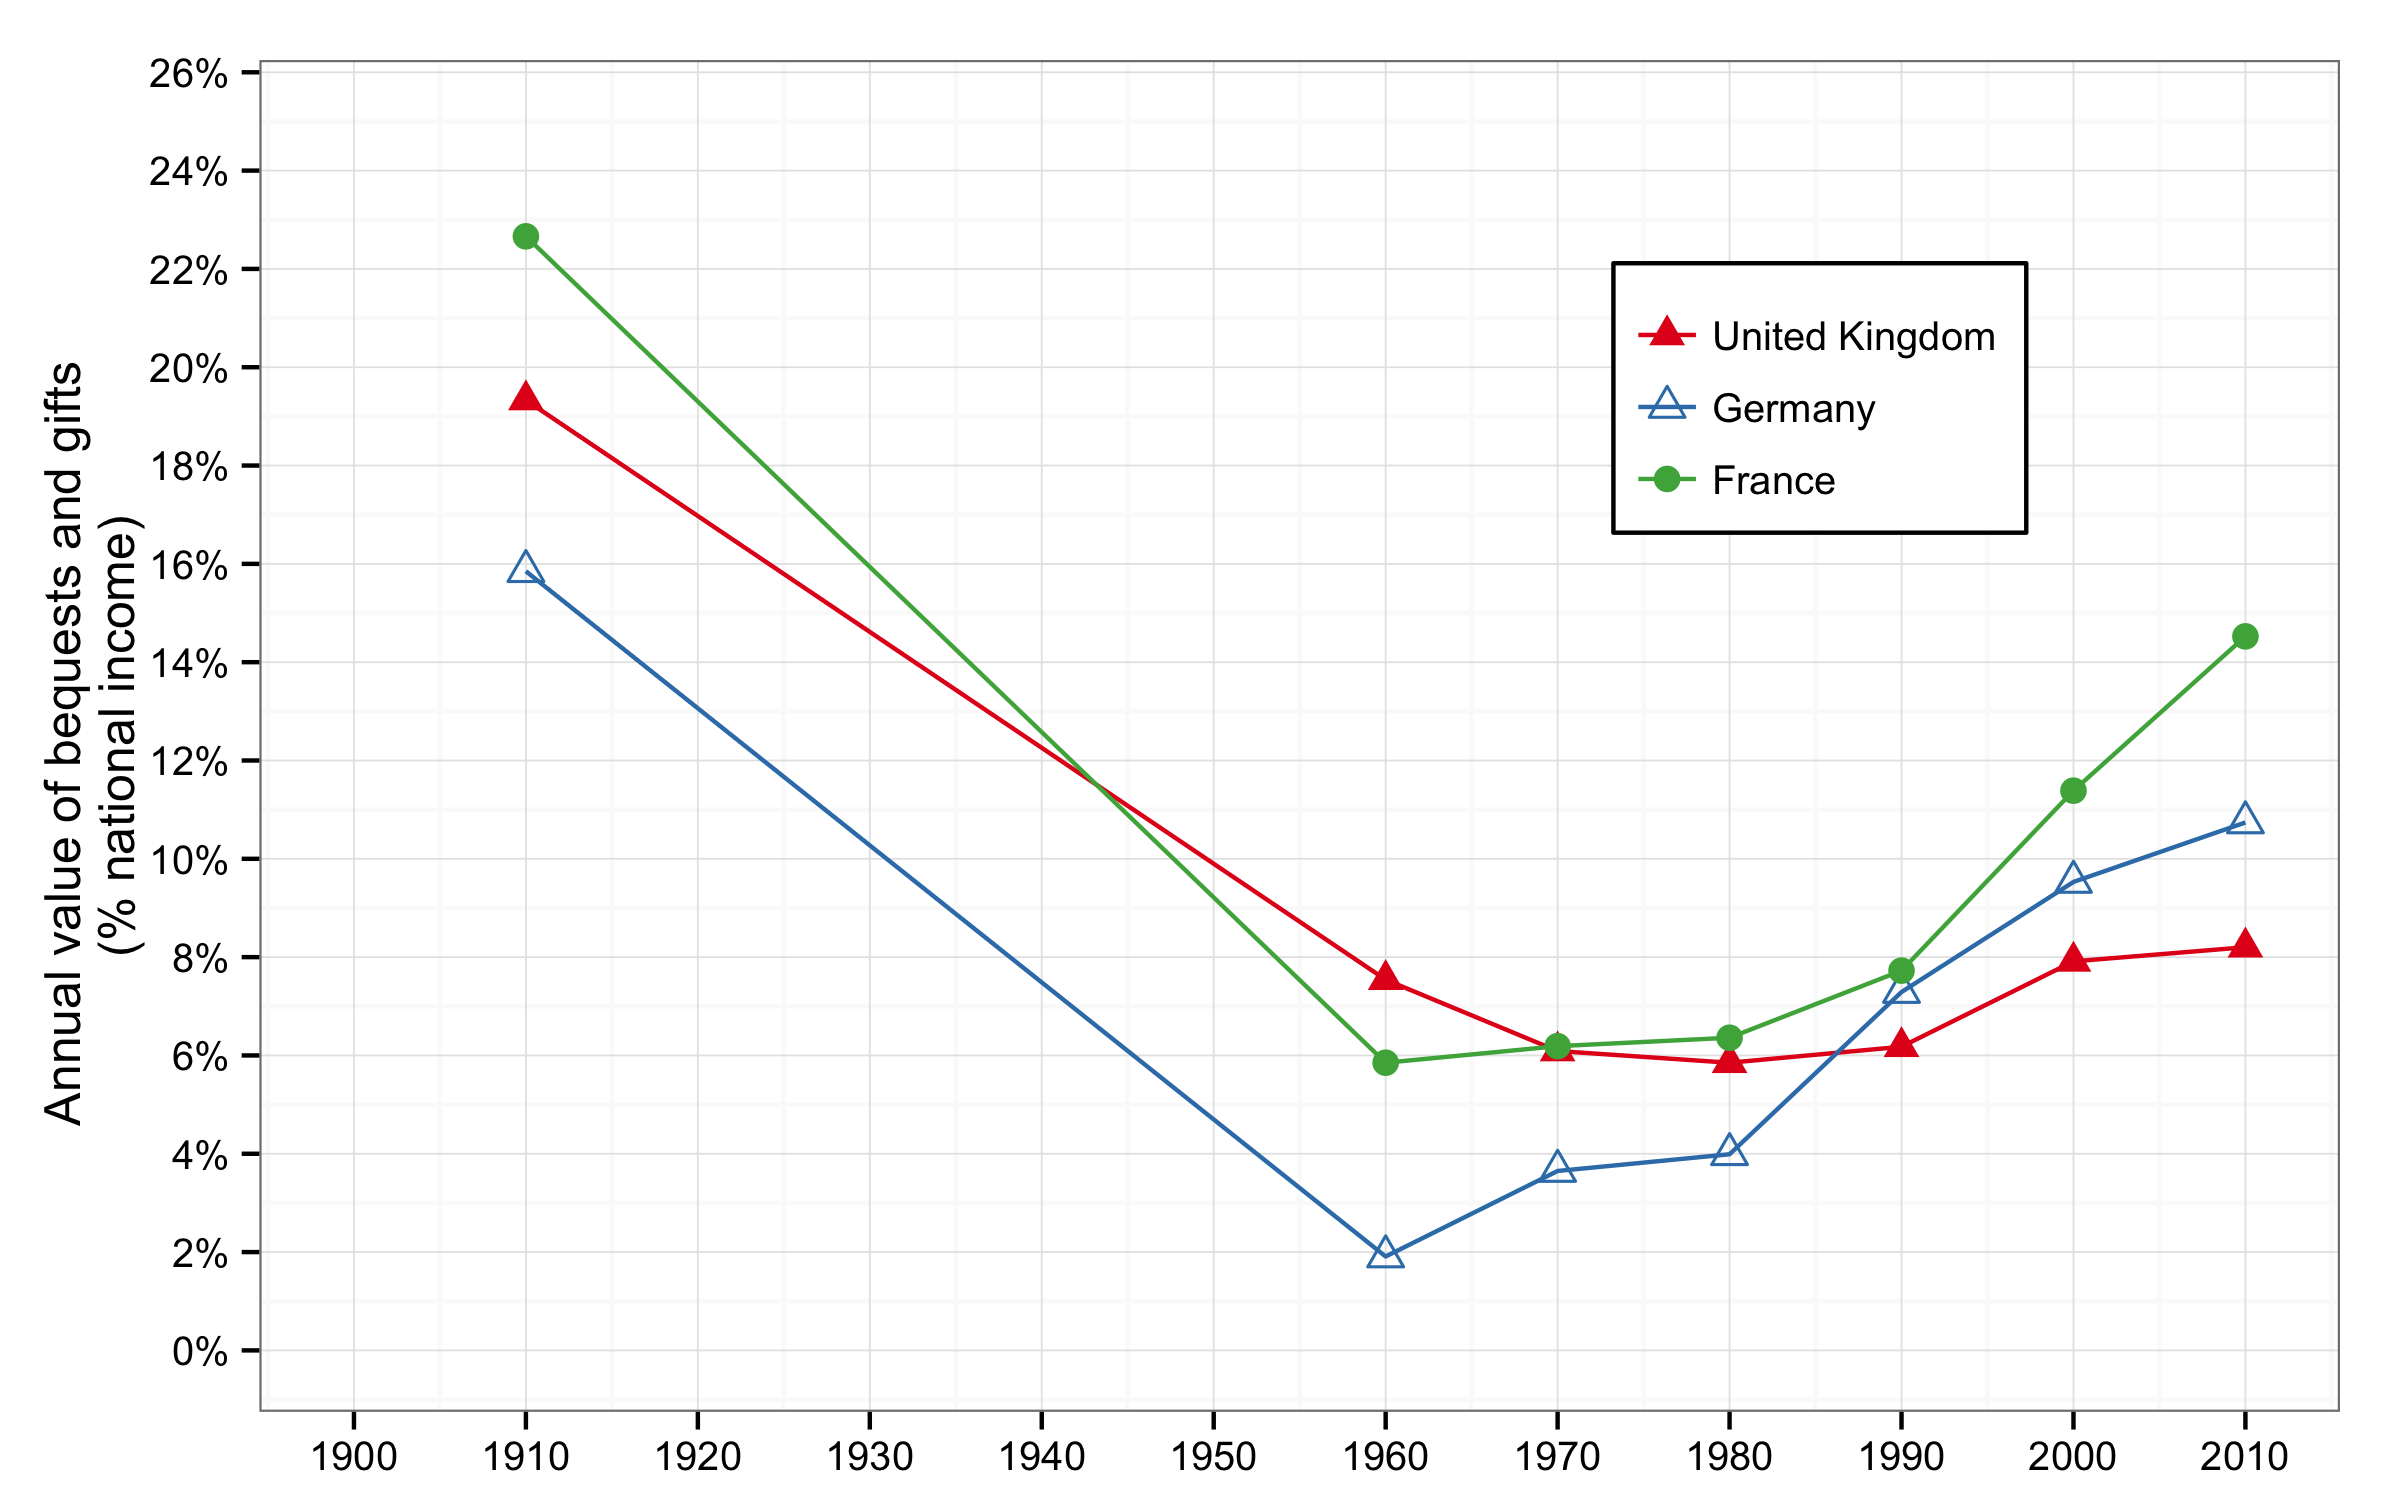 Annual value of bequests and gifts
(% national income)
26%
24%
22%
20%
18%
16%
14%
12%
10%
8%
6%
4%
2%
0%
United Kingdom
Germany
France
1900 1910 1920 1930 1940 1950 1960 1970 1980 1990 2000 2010